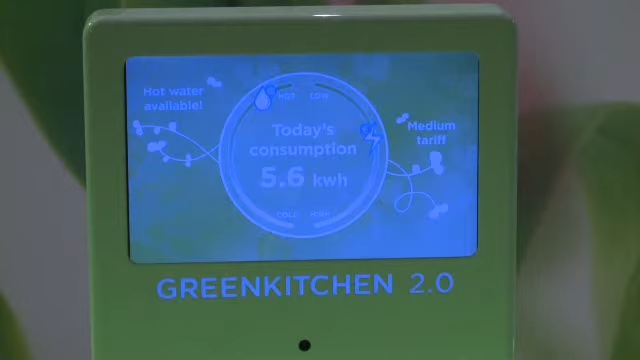 Hot water
available!
HOT LOW
Today's
consumption
5.6 kwh
Medium
tariff
COLD HIGH
GREENKITCHEN 2.0